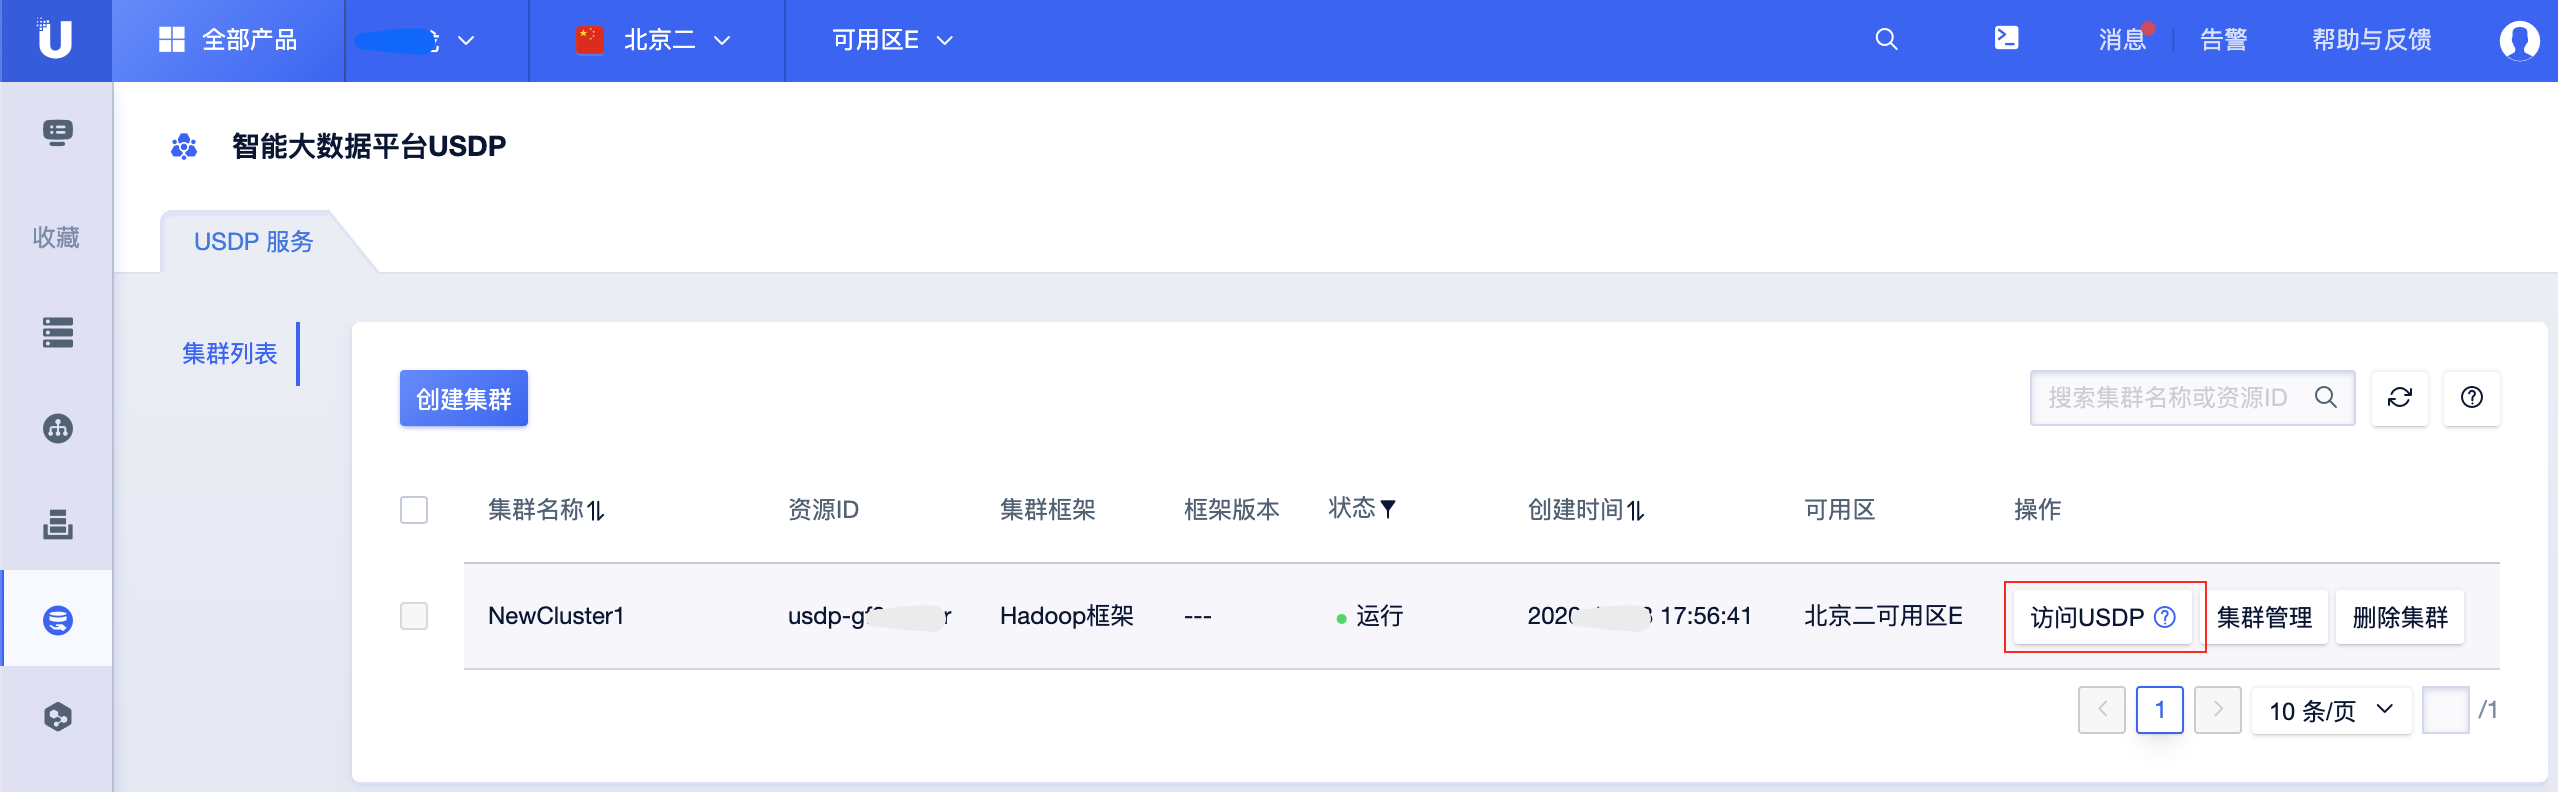 全部产品
北京二
可用区E
消息
告警
帮助与反馈
智能大数据平台USDP
收藏
USDP 服务
集群列表
创建集群
搜索集群名称或资源ID
集群名称 资源ID 集群框架 框架版本 状态 创建时间 可用区 操作
NewCluster1 usdp-gf Hadoop框架 --- 运行 2020 17:56:41 北京二可用区E 访问USDP 集群管理 删除集群
1 10 条/页 /1